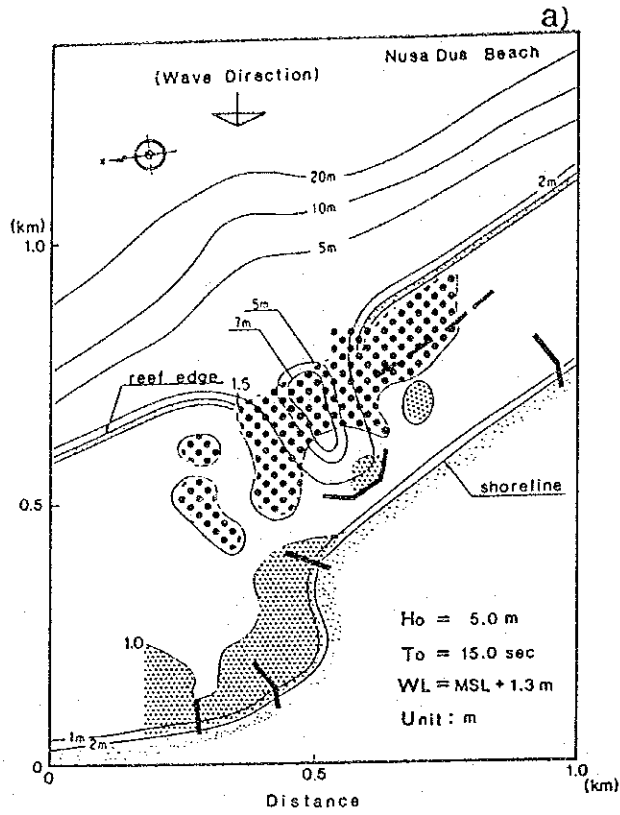 a)
Nusa Dua Beach
(Wave Direction)
x
20m
10m
5m
2m
(km)
1.0
5m
7m
reef edge
1.5
0.5
shoreline
1.0
Ho = 5.0 m
To = 15.0 sec
WL = MSL + 1.3 m
Unit : m
1m
2m
0
0
0.5
1.0
(km)
Distance